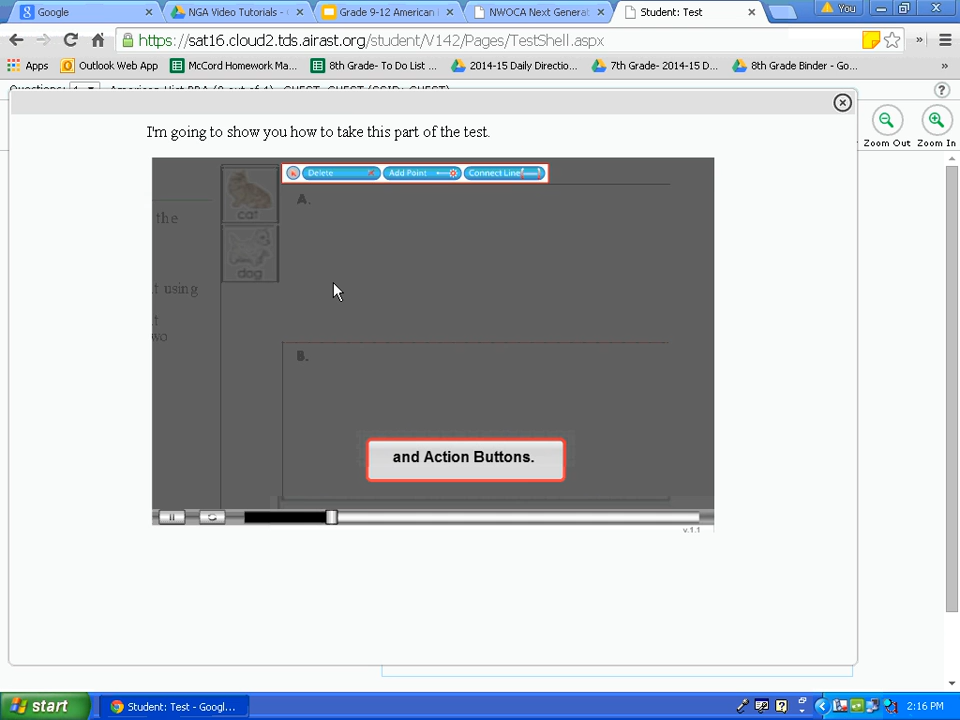 Google
NGA Video Tutorials -
Grade 9-12 American
NWOCA Next Generat
Student: Test
You
https://sat16.cloud2.tds.airast.org/student/V142/Pages/TestShell.aspx
Apps
Outlook Web App
McCord Homework Ma...
8th Grade- To Do List ...
2014-15 Daily Directio...
7th Grade- 2014-15 D...
8th Grade Binder - Go...
»
Zoom Out
Zoom In
I'm going to show you how to take this part of the test.
Delete
Add Point
Connect Line
cat
A.
the
dog
t using
wo
B.
and Action Buttons.
v.1.1
start
Student: Test - Googl...
2:16 PM